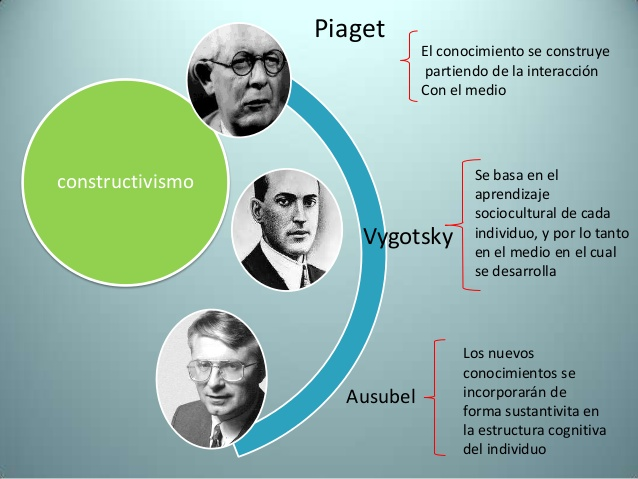 Piaget
El conocimiento se construye
partiendo de la interacción
Con el medio
constructivismo
Vygotsky
Se basa en el
aprendizaje
sociocultural de cada
individuo, y por lo tanto
en el medio en el cual
se desarrolla
Ausubel
Los nuevos
conocimientos se
incorporarán de
forma sustantivita en
la estructura cognitiva
del individuo